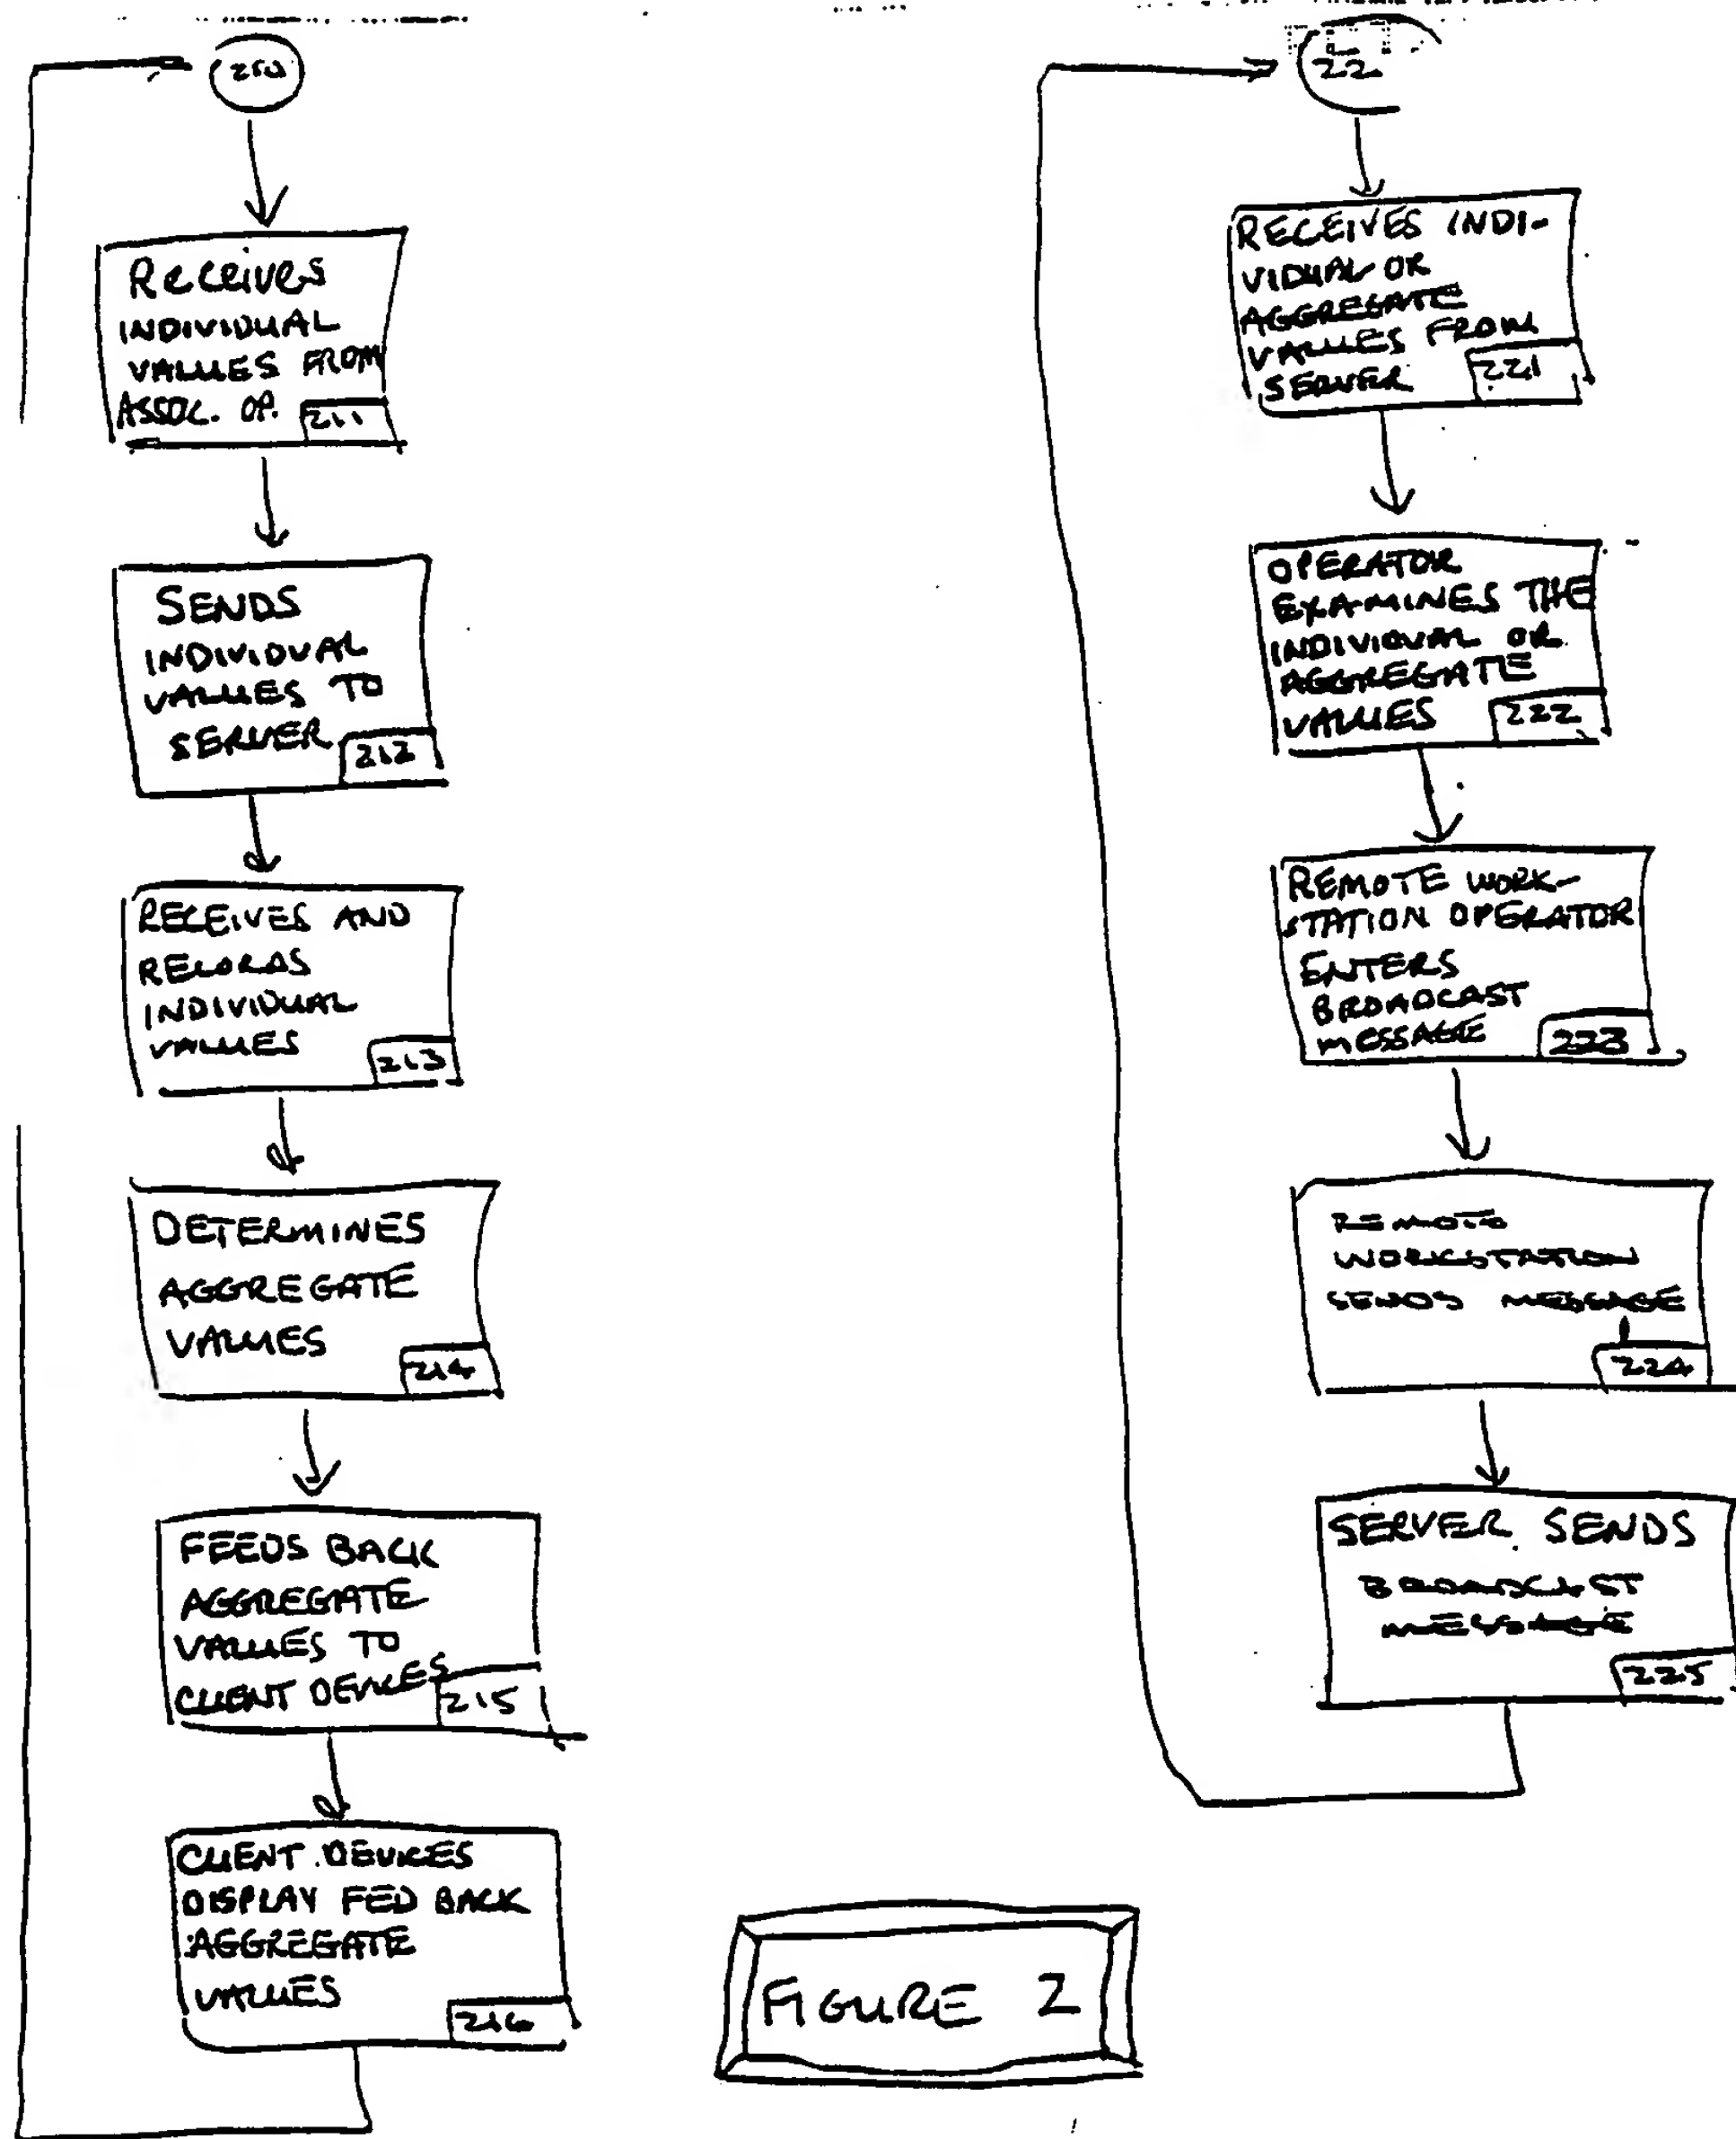 Receives
INDIVIDUAL
VALUES FROM
ASSOC. OP.
211
SENDS
INDIVIDUAL
VALUES TO
SERVER
212
RECEIVES AND
RECORDS
INDIVIDUAL
VALUES
213
DETERMINES
AGGREGATE
VALUES
214
FEEDS BACK
AGGREGATE
VALUES TO
CLIENT DEVICES
215
CLIENT DEVICES
DISPLAY FED BACK
AGGREGATE
VALUES
216
22
RECEIVES INDI-
VIDUAL OR
AGGREGATE
VALUES FROM
SERVER
221
OPERATOR
EXAMINES THE
INDIVIDUAL OR
AGGREGATE
VALUES
222
REMOTE WORK-
STATION OPERATOR
ENTERS
BROADCAST
MESSAGE
223
REMOTE
WORKSTATION
SENDS MESSAGE
224
SERVER SENDS
BROADCAST
MESSAGE
225
FIGURE 2